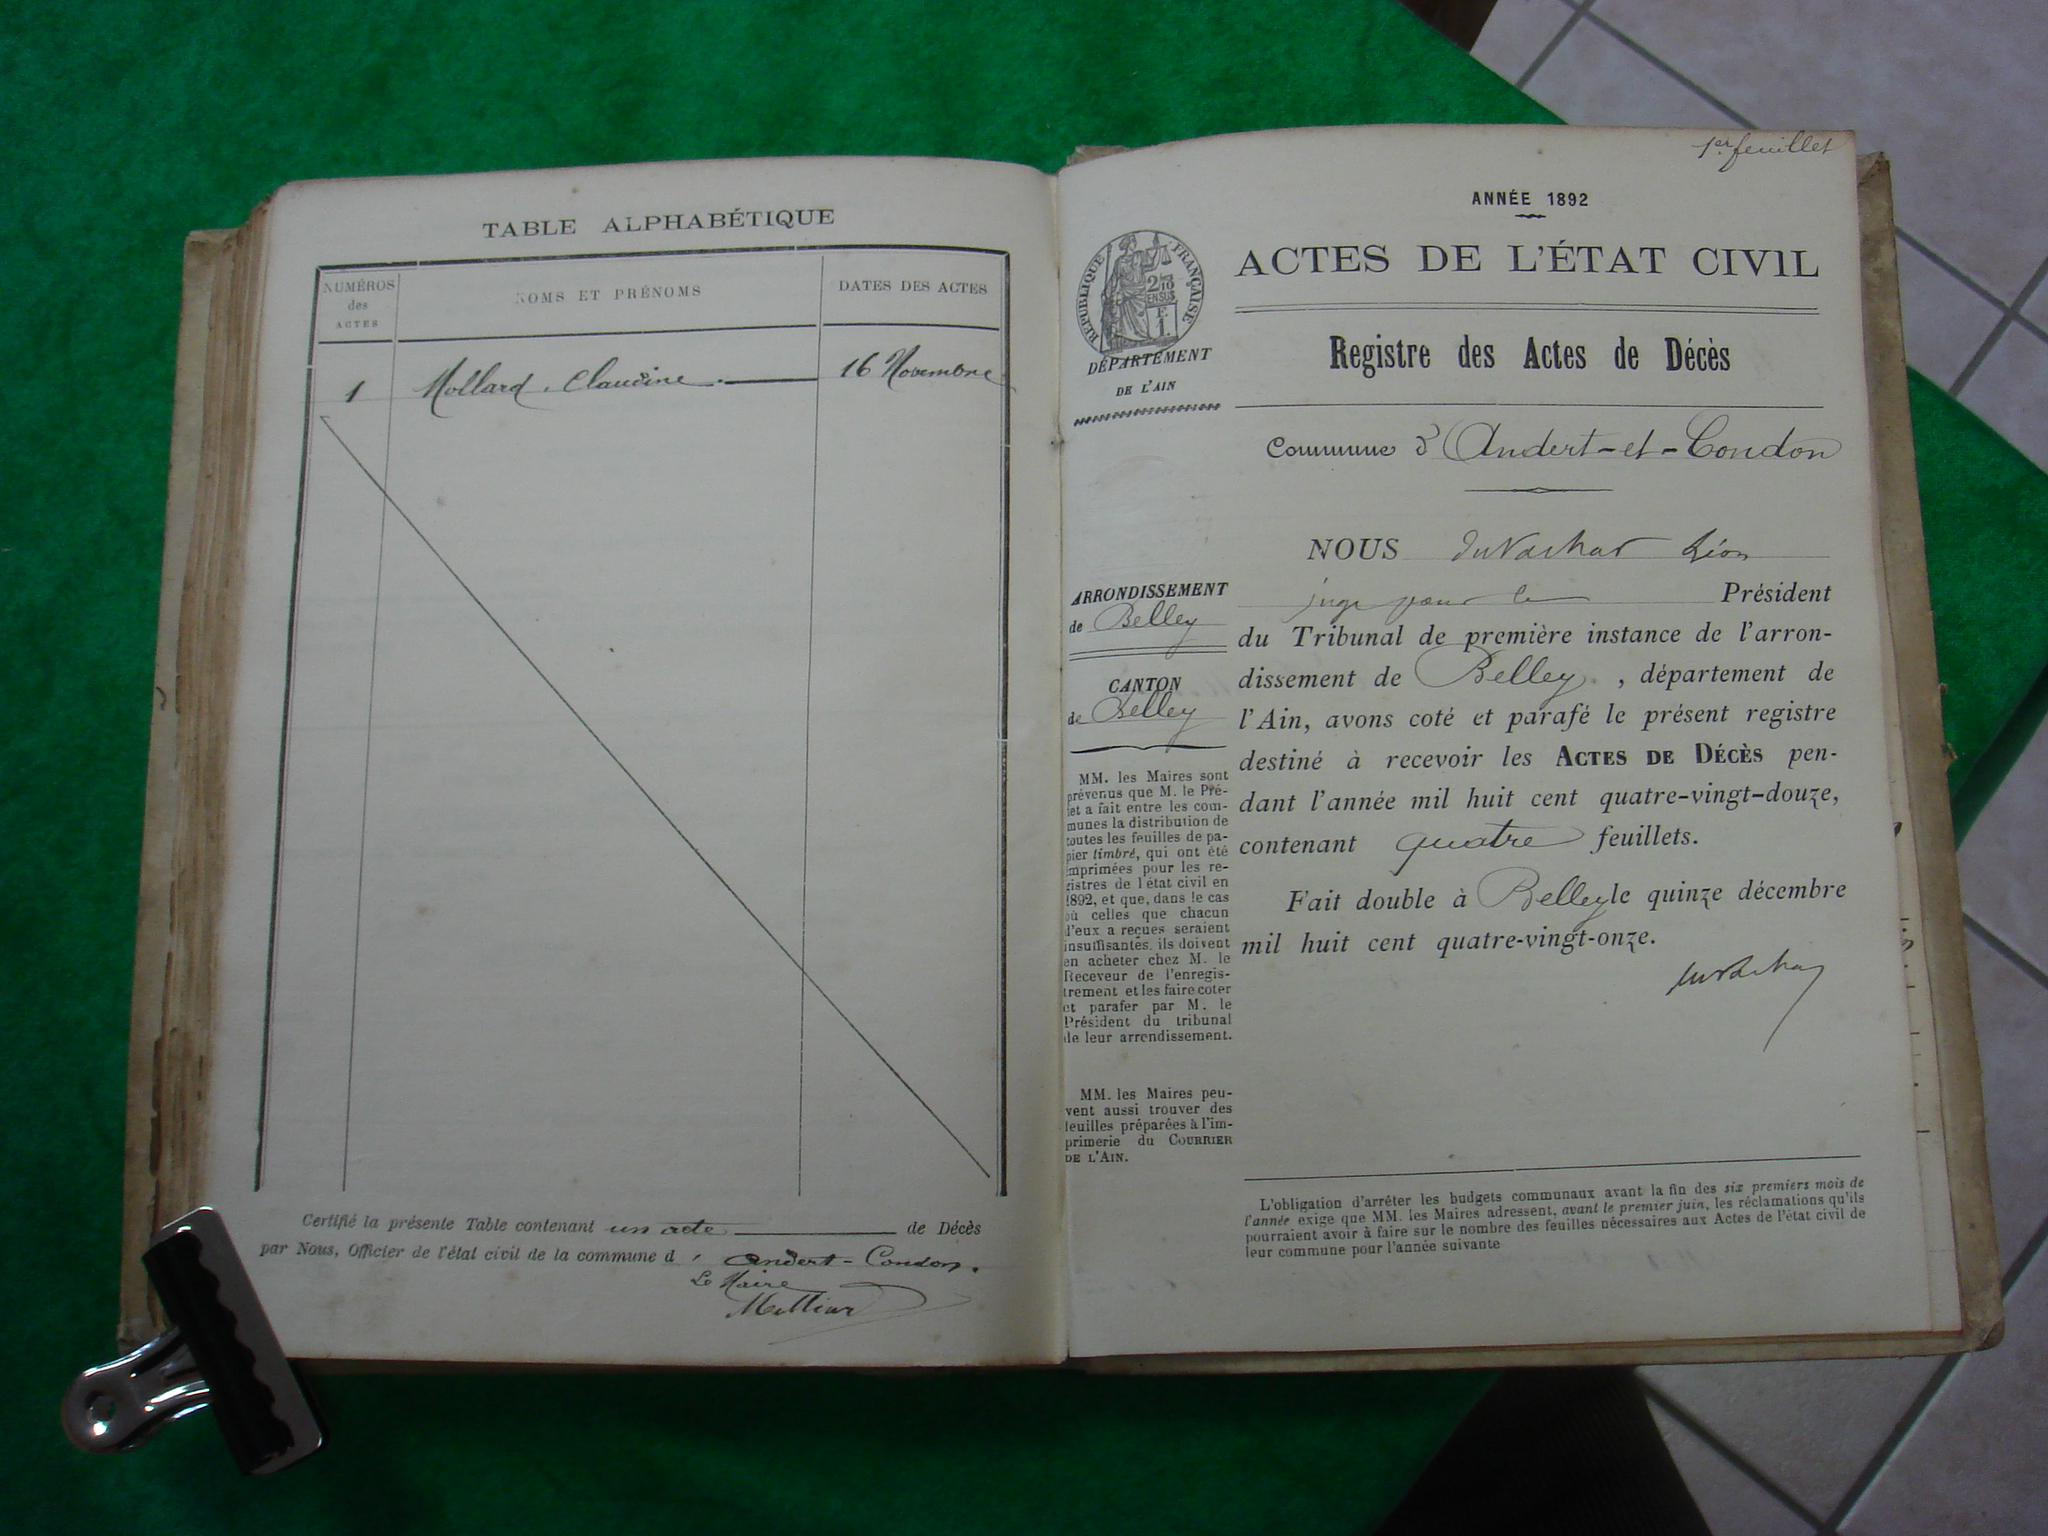 TABLE ALPHABÉTIQUE
NUMÉROS
des
ACTES
NOMS ET PRÉNOMS
DATES DES ACTES
1 Mollard, Claudine. 16 Novembre
Certifié la présente Table contenant un acte de Décès
par Nous, Officier de l'état civil de la commune d' Andert-Condon.
Le Maire
1er feuillet
ANNÉE 1892
ACTES DE L'ÉTAT CIVIL
RÉPUBLIQUE FRANÇAISE
2/10
EN SUS
F.
1.
DÉPARTEMENT
DE L'AIN
Registre des Actes de Décès
Commune d'Andert-et-Condon
ARRONDISSEMENT
de Belley
CANTON
de Belley
MM. les Maires sont
prévenus que M. le Pré-
fet a fait entre les com-
munes la distribution de
toutes les feuilles de pa-
pier timbré, qui ont été
imprimées pour les re-
gistres de l'état civil en
1892, et que, dans le cas
où celles que chacun
d'eux a reçues seraient
insuffisantes, ils doivent
en acheter chez M. le
Receveur de l'enregis-
trement et les faire coter
et parafer par M. le
Président du tribunal
de leur arrondissement.
MM. les Maires peu-
vent aussi trouver des
feuilles préparées à l'im-
primerie du COURRIER
DE L'AIN.
NOUS Léon
juge pour le Président
du Tribunal de première instance de l'arron-
dissement de Belley, département de
l'Ain, avons coté et parafé le présent registre
destiné à recevoir les ACTES DE DÉCÈS pen-
dant l'année mil huit cent quatre-vingt-douze,
contenant quatre feuillets.
Fait double à Belley le quinze décembre
mil huit cent quatre-vingt-onze.
L'obligation d'arrêter les budgets communaux avant la fin des six premiers mois de
l'année exige que MM. les Maires adressent, avant le premier juin, les réclamations qu'ils
pourraient avoir à faire sur le nombre des feuilles nécessaires aux Actes de l'état civil de
leur commune pour l'année suivante